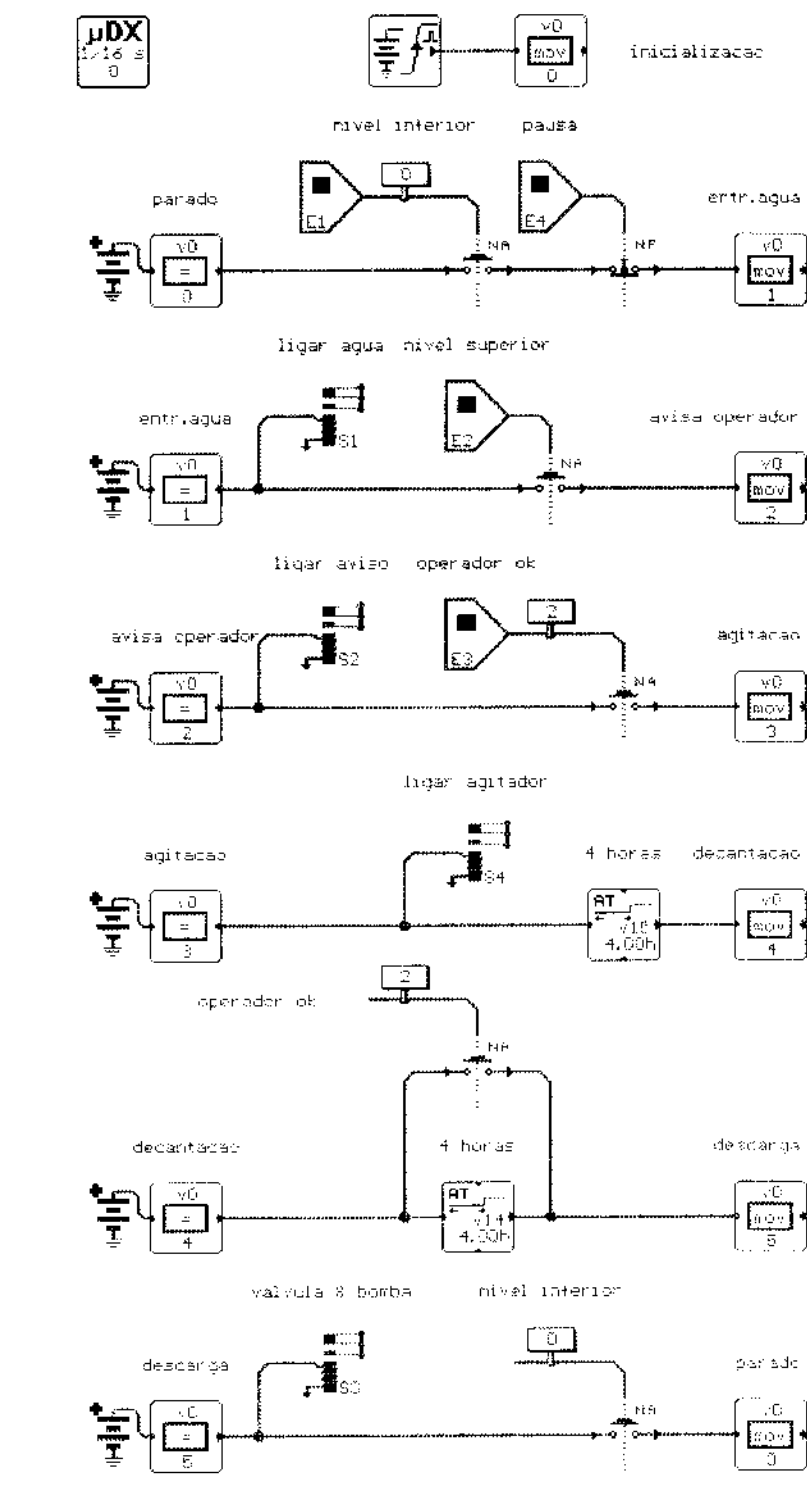 µDX
1/16 s
0
v0
mov
0
inicializacao
nivel interior pausa
0
E1
E4
parado
entr.agua
v0
=
0
NA
NF
v0
mov
1
ligar agua nivel superior
entr.agua
S1
E2
avisa operador
v0
=
1
NA
v0
mov
2
ligar aviso operador ok
avisa operador
S2
E3
2
agitacao
v0
=
2
NA
v0
mov
3
ligar agitador
agitacao
S4
4 horas decantacao
v0
=
3
AT
4.00h
v0
mov
4
2
operador ok
NA
decantacao
4 horas
descarga
v0
=
4
AT
v14
4.00h
v0
mov
5
valvula & bomba nivel interior
descarga
S3
0
parado
v0
=
5
NA
v0
mov
0